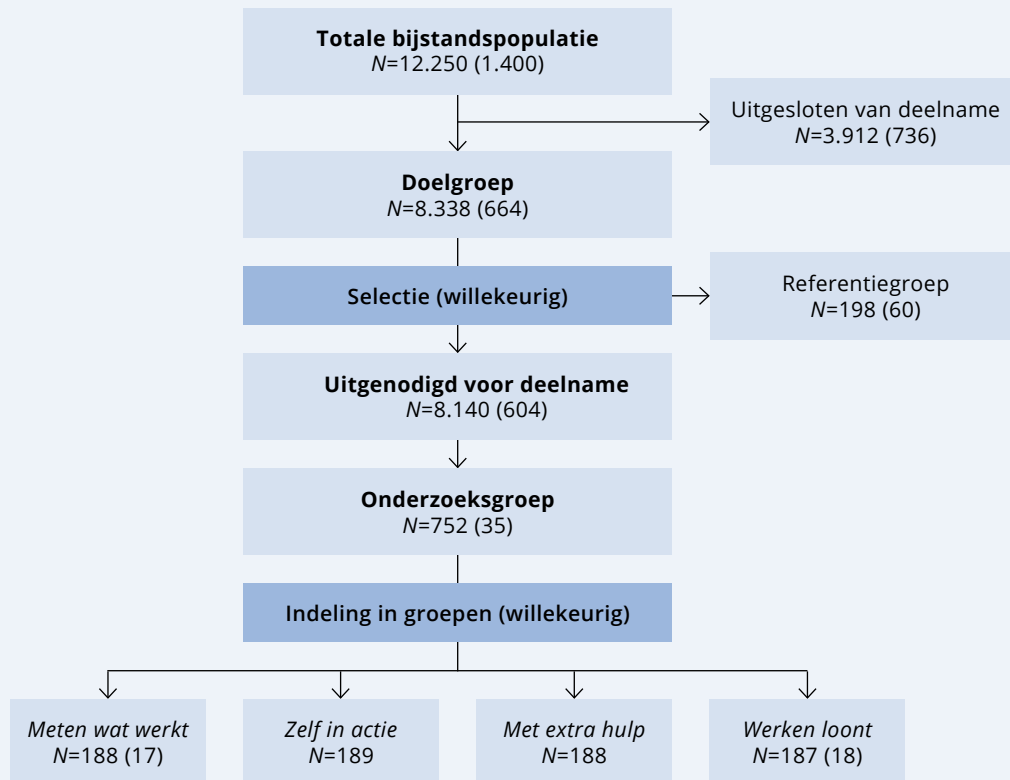 Totale bijstandspopulatie
N=12.250 (1.400)
Uitgesloten van deelname
N=3.912 (736)
Doelgroep
N=8.338 (664)
Selectie (willekeurig)
Referentiegroep
N=198 (60)
Uitgenodigd voor deelname
N=8.140 (604)
Onderzoeksgroep
N=752 (35)
Indeling in groepen (willekeurig)
Meten wat werkt
N=188 (17)
Zelf in actie
N=189
Met extra hulp
N=188
Werken loont
N=187 (18)